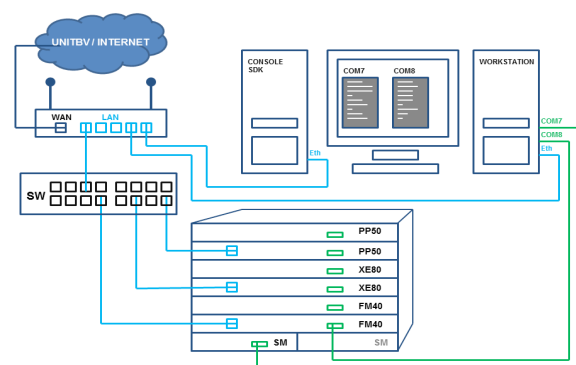 UNITBV / INTERNET
WAN
LAN
CONSOLE
SDK
Eth
COM7
COM8
WORKSTATION
COM7
COM8
Eth
SW
PP50
PP50
XE80
XE80
FM40
FM40
SM
SM